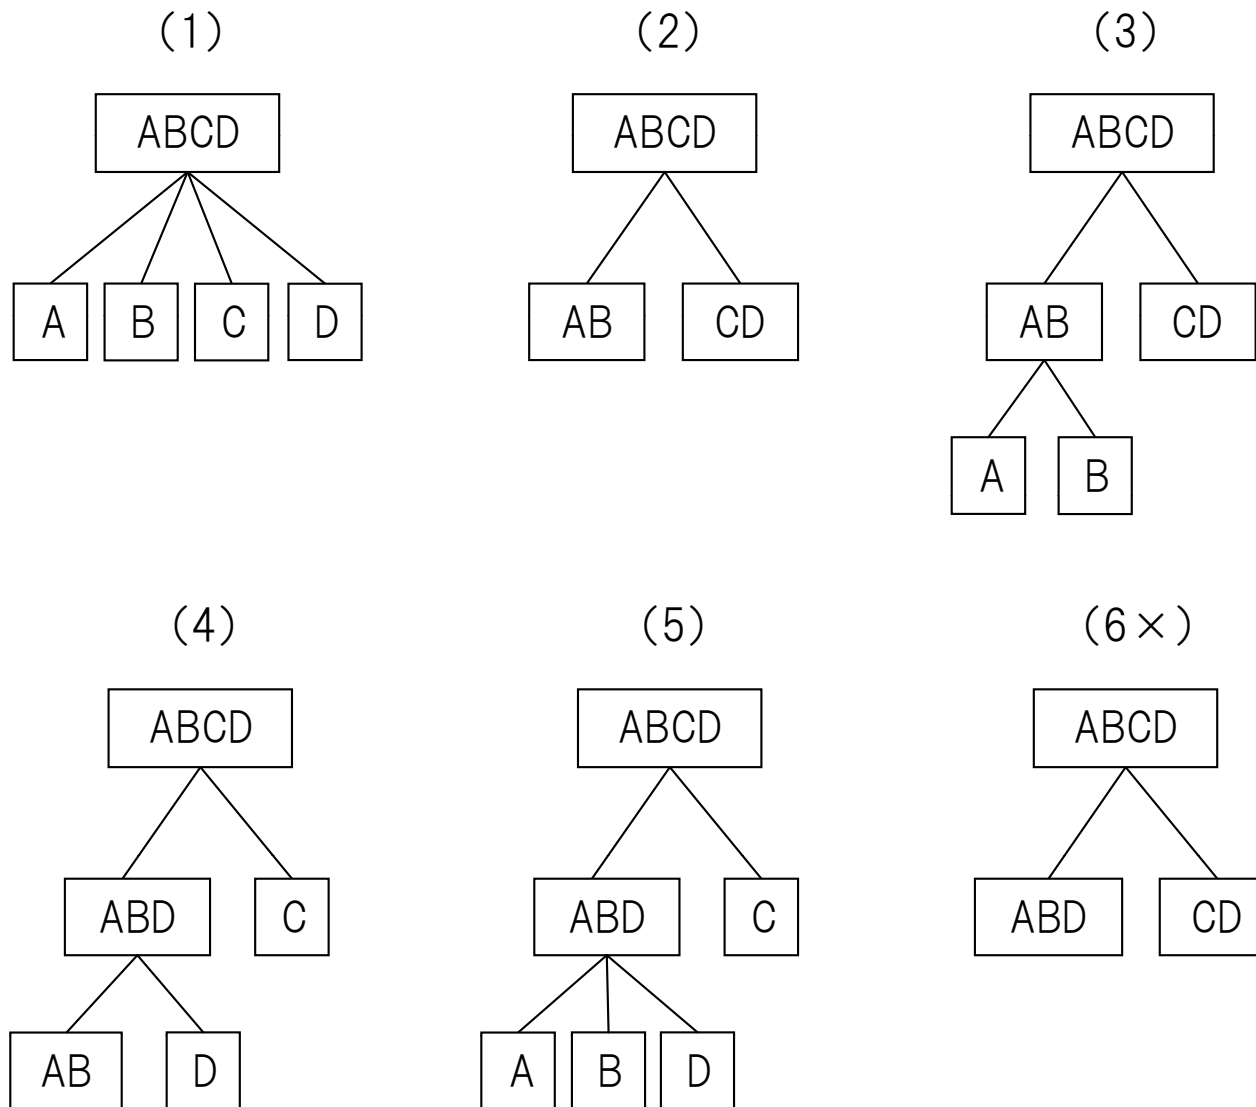 (1) (2) (3)
ABCD ABCD ABCD
A B C D AB CD AB CD
A B
(4) (5) (6×)
ABCD ABCD ABCD
ABD C ABD C ABD CD
AB D A B D